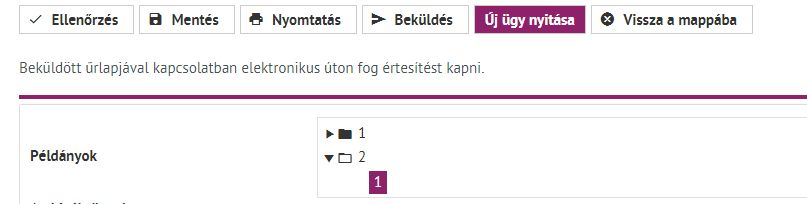 Ellenőrzés Mentés Nyomtatás Beküldés Új ügy nyitása Vissza a mappába
Beküldött űrlapjával kapcsolatban elektronikus úton fog értesítést kapni.
1
Példányok
2
1